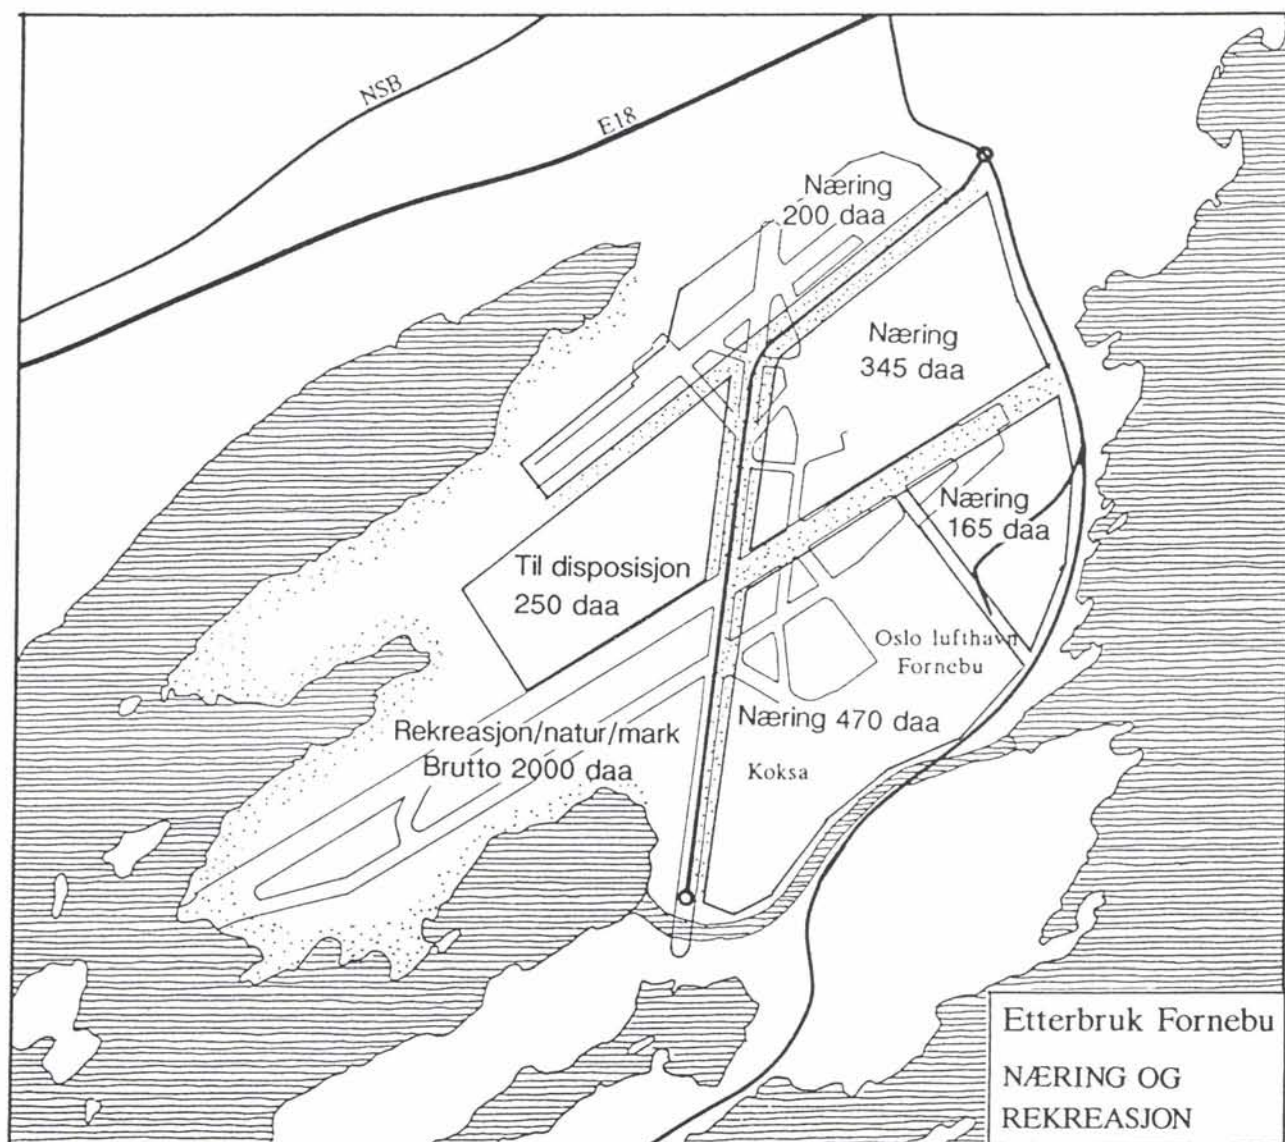 NSB
E18
Næring
200 daa
Næring
345 daa
Næring
165 daa
Til disposisjon
250 daa
Oslo lufthavn
Fornebu
Rekreasjon/natur/mark
Brutto 2000 daa
Næring 470 daa
Koksa
Etterbruk Fornebu
NÆRING OG
REKREASJON